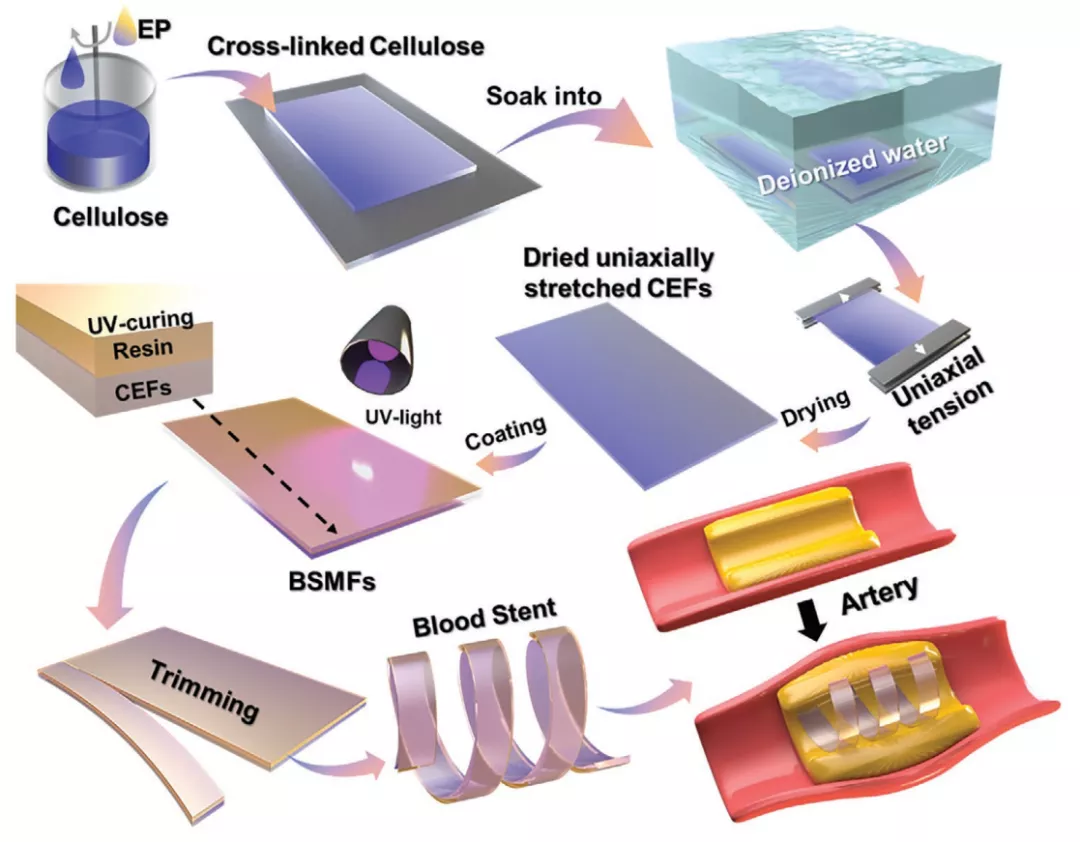 EP
Cross-linked Cellulose
Soak into
Deionized water
Cellulose
Dried uniaxially
stretched CEFs
UV-curing
Resin
CEFs
UV-light
Uniaxial
tension
Drying
Coating
BSMFs
Artery
Blood Stent
Trimming